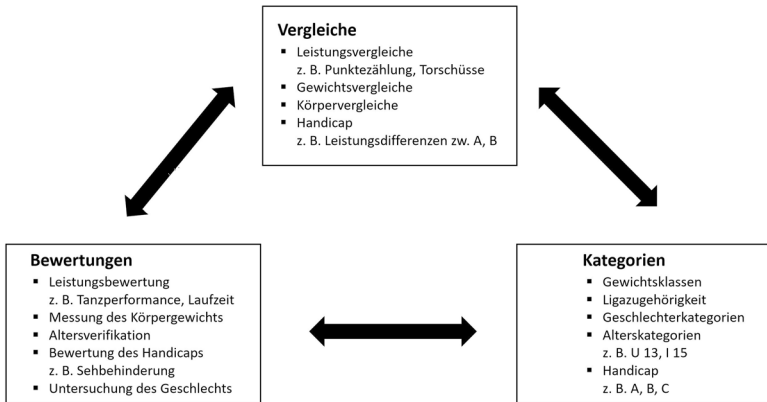 Vergleiche
▪ Leistungsvergleiche
z. B. Punktezählung, Torschüsse
▪ Gewichtsvergleiche
▪ Körpervergleiche
▪ Handicap
z. B. Leistungsdifferenzen zw. A, B
Bewertungen
▪ Leistungsbewertung
z. B. Tanzperformance, Laufzeit
▪ Messung des Körpergewichts
▪ Altersverifikation
▪ Bewertung des Handicaps
z. B. Sehbehinderung
▪ Untersuchung des Geschlechts
Kategorien
▪ Gewichtsklassen
▪ Ligazugehörigkeit
▪ Geschlechterkategorien
▪ Alterskategorien
z. B. U 13, I 15
▪ Handicap
z. B. A, B, C